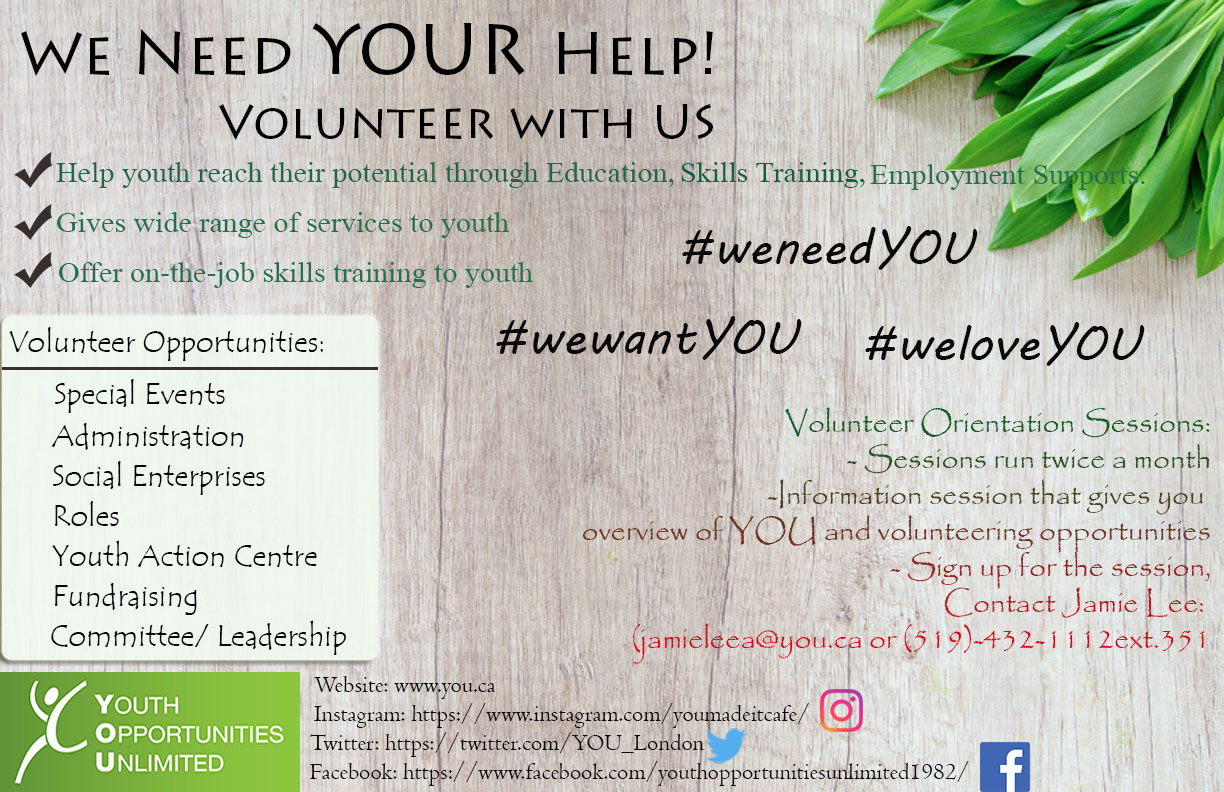 WE NEED YOUR HELP!
VOLUNTEER WITH US
Help youth reach their potential through Education, Skills Training, Employment Supports.
Gives wide range of services to youth
Offer on-the-job skills training to youth
#weneedYOU
#wewantYOU #weloveYOU
Volunteer Opportunities:
Special Events
Administration
Social Enterprises
Roles
Youth Action Centre
Fundraising
Committee/ Leadership
Volunteer Orientation Sessions:
- Sessions run twice a month
-Information session that gives you
overview of YOU and volunteering opportunities
- Sign up for the session,
Contact Jamie Lee:
(jamieleea@you.ca or (519)-432-1112ext.351
YOUTH
OPPORTUNITIES
UNLIMITED
Website: www.you.ca
Instagram: https://www.instagram.com/youmadeitcafe/
Twitter: https://twitter.com/YOU_London
Facebook: https://www.facebook.com/youthopportunitiesunlimited1982/